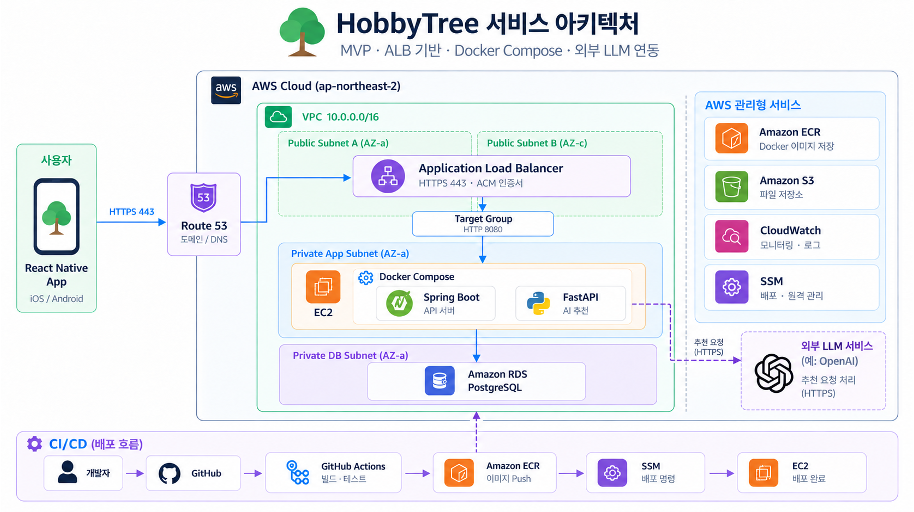 HobbyTree 서비스 아키텍처
MVP · ALB 기반 · Docker Compose · 외부 LLM 연동
aws
AWS Cloud (ap-northeast-2)
VPC 10.0.0.0/16
Public Subnet A (AZ-a)
Public Subnet B (AZ-c)
Application Load Balancer
HTTPS 443 · ACM 인증서
Target Group
HTTP 8080
사용자
React Native
App
iOS / Android
HTTPS 443
53
Route 53
도메인 / DNS
Private App Subnet (AZ-a)
EC2
Docker Compose
Spring Boot
API 서버
FastAPI
AI 추천
Private DB Subnet (AZ-a)
Amazon RDS
PostgreSQL
AWS 관리형 서비스
Amazon ECR
Docker 이미지 저장
Amazon S3
파일 저장소
CloudWatch
모니터링 · 로그
SSM
배포 · 원격 관리
추천 요청
(HTTPS)
외부 LLM 서비스
(예: OpenAI)
추천 요청 처리
(HTTPS)
CI/CD (배포 흐름)
개발자
GitHub
GitHub Actions
빌드 · 테스트
Amazon ECR
이미지 Push
SSM
배포 명령
EC2
배포 완료